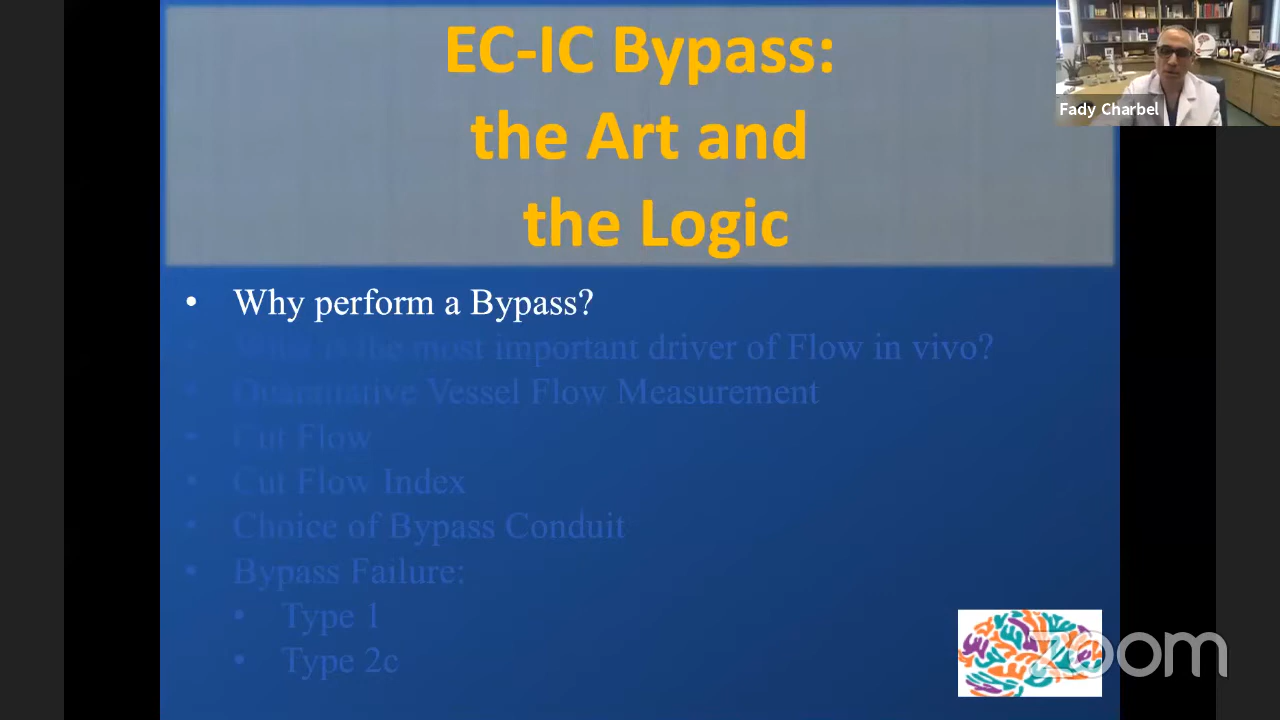 EC-IC Bypass:
the Art and
the Logic
Fady Charbel
• Why perform a Bypass?
• What is the most important driver of Flow in vivo?
• Quantitative Vessel Flow Measurement
• Cut Flow
• Cut Flow Index
• Choice of Bypass Conduit
• Bypass Failure:
• Type 1
• Type 2c
zoom